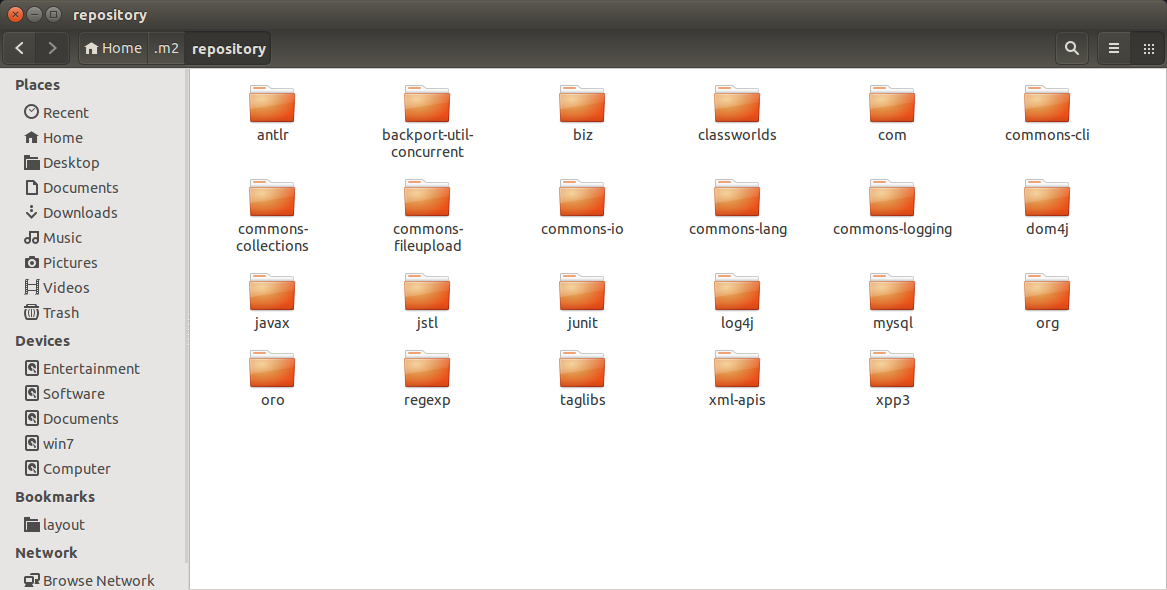 repository
Home
.m2
repository
Places
Recent
Home
Desktop
Documents
Downloads
Music
Pictures
Videos
Trash
Devices
Entertainment
Software
Documents
win7
Computer
Bookmarks
layout
Network
Browse Network
antlr
backport-util-
concurrent
biz
classworlds
com
commons-cli
commons-
collections
commons-
fileupload
commons-io
commons-lang
commons-logging
dom4j
javax
jstl
junit
log4j
mysql
org
oro
regexp
taglibs
xml-apis
xpp3